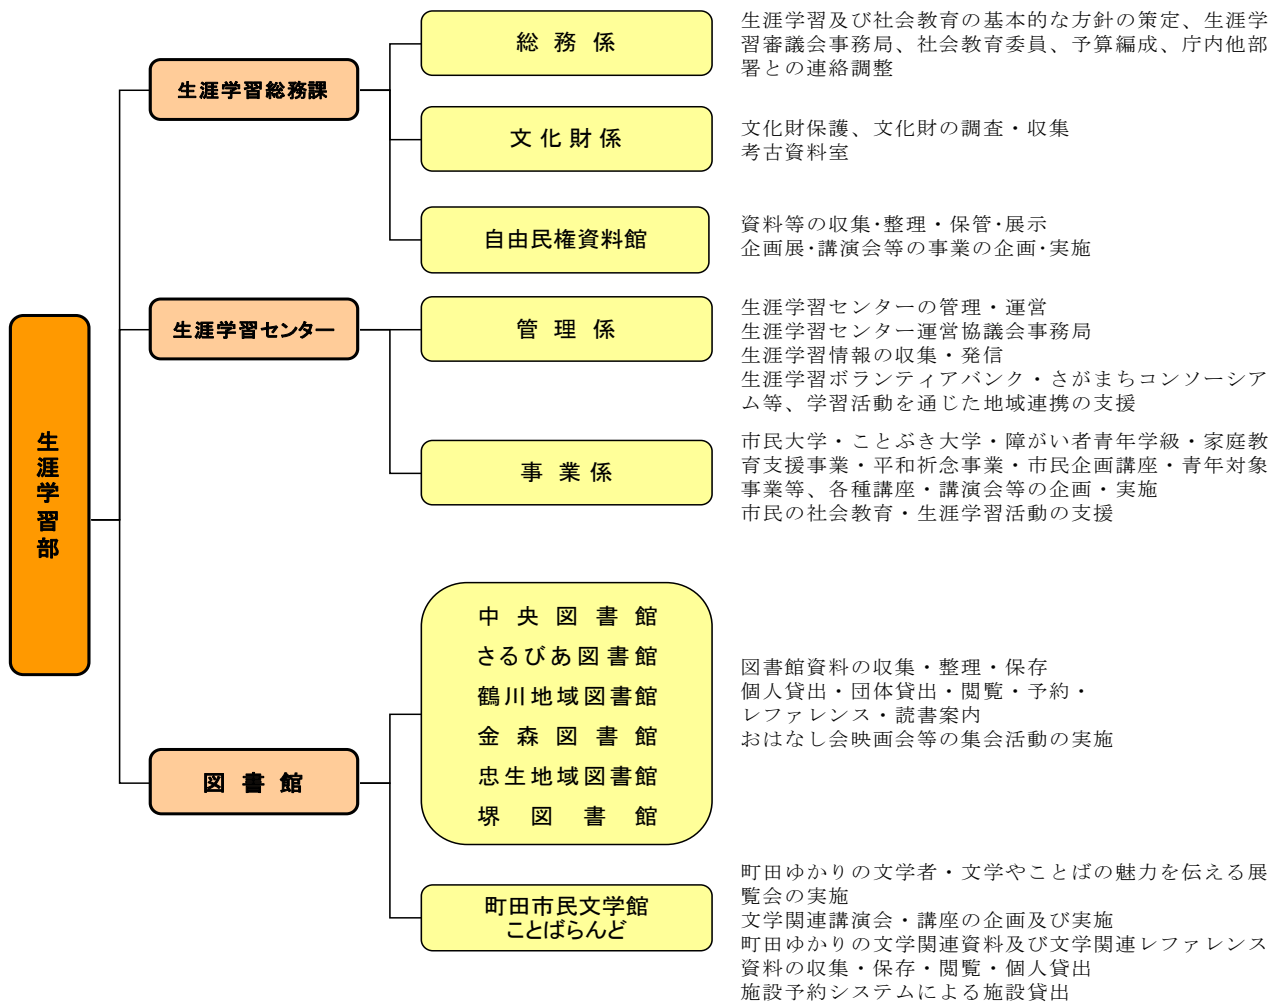 生涯学習部
生涯学習総務課
総務係
生涯学習及び社会教育の基本的な方針の策定、生涯学
習審議会事務局、社会教育委員、予算編成、庁内他部
署との連絡調整
文化財係
文化財保護、文化財の調査・収集
考古資料室
自由民権資料館
資料等の収集・整理・保管・展示
企画展・講演会等の事業の企画・実施
生涯学習センター
管理係
生涯学習センターの管理・運営
生涯学習センター運営協議会事務局
生涯学習情報の収集・発信
生涯学習ボランティアバンク・さがまちコンソーシア
ム等、学習活動を通じた地域連携の支援
事業係
市民大学・ことぶき大学・障がい者青年学級・家庭教
育支援事業・平和祈念事業・市民企画講座・青年対象
事業等、各種講座・講演会等の企画・実施
市民の社会教育・生涯学習活動の支援
図書館
中央図書館
さるびあ図書館
鶴川地域図書館
金森図書館
忠生地域図書館
堺図書館
図書館資料の収集・整理・保存
個人貸出・団体貸出・閲覧・予約・
レファレンス・読書案内
おはなし会映画会等の集会活動の実施
町田市民文学館
ことばらんど
町田ゆかりの文学者・文学やことばの魅力を伝える展
覧会の実施
文学関連講演会・講座の企画及び実施
町田ゆかりの文学関連資料及び文学関連レファレンス
資料の収集・保存・閲覧・個人貸出
施設予約システムによる施設貸出